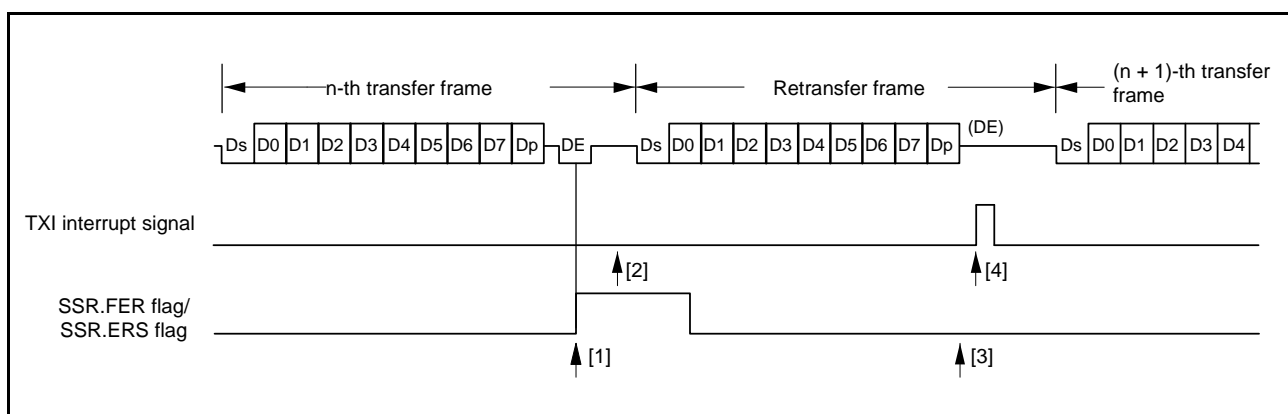 n-th transfer frame
Retransfer frame
(n + 1)-th transfer
frame
(DE)
Ds D0 D1 D2 D3 D4 D5 D6 D7 Dp DE Ds D0 D1 D2 D3 D4 D5 D6 D7 Dp Ds D0 D1 D2 D3 D4
TXI interrupt signal
[2]
[4]
SSR.FER flag/
SSR.ERS flag
[1]
[3]